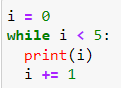 i = 0
while i < 5:
    print(i)
    i += 1